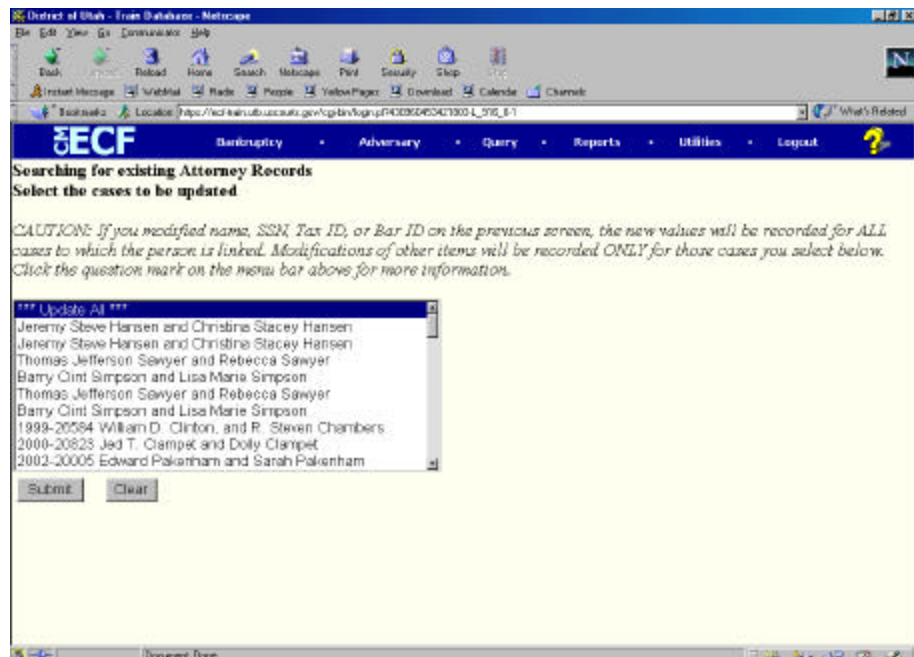 District of Utah - Train Database - Netscape
File Edit View Go Communicator Help
Back Reload Home Search Netscape Print Security Shop
Instant Message WebMail Radio People Yellow Pages Download Calendar Channels
Bookmarks Location: What's Related
CM ECF Bankruptcy • Adversary • Query • Reports • Utilities • Logout ?
Searching for existing Attorney Records
Select the cases to be updated
CAUTION: If you modified name, SSN, Tax ID, or Bar ID on the previous screen, the new values will be recorded for ALL
cases to which the person is linked. Modifications of other items will be recorded ONLY for those cases you select below.
Click the question mark on the menu bar above for more information.
*** Update All ***
Jeremy Steve Hansen and Christina Stacey Hansen
Jeremy Steve Hansen and Christina Stacey Hansen
Thomas Jefferson Sawyer and Rebecca Sawyer
Barry Clint Simpson and Lisa Marie Simpson
Thomas Jefferson Sawyer and Rebecca Sawyer
Barry Clint Simpson and Lisa Marie Simpson
1999-26584 William D. Clinton, and R. Steven Chambers
2000-20823 Jed T. Clampet and Dolly Clampet
2002-20005 Edward Pakenham and Sarah Pakenham
Submit Clear
Document: Done